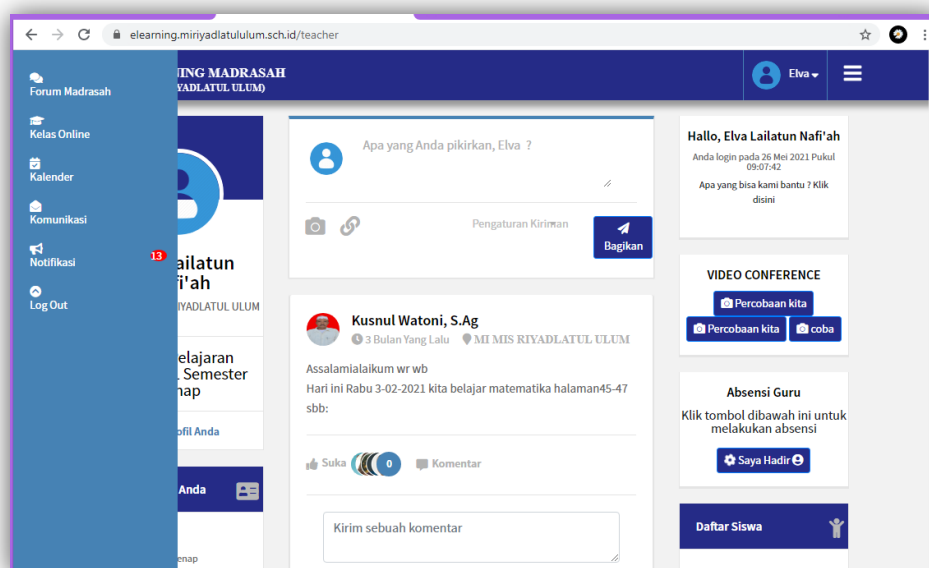 elearning.miriyadlatululum.sch.id/teacher
Forum Madrasah
Kelas Online
Kalender
Komunikasi
Notifikasi 13
Log Out
ING MADRASAH
YADLATUL ULUM)
Elva
ailatun
fi'ah
IYADLATUL ULUM
elajaran
Semester
nap
ofil Anda
Anda
enap
Apa yang Anda pikirkan, Elva ?
Pengaturan Kiriman
Bagikan
Kusnul Watoni, S.Ag
3 Bulan Yang Lalu MI MIS RIYADLATUL ULUM
Assalamialaikum wr wb
Hari ini Rabu 3-02-2021 kita belajar matematika halaman45-47
sbb:
Suka 0 Komentar
Kirim sebuah komentar
Hallo, Elva Lailatun Nafi'ah
Anda login pada 26 Mei 2021 Pukul
09:07:42
Apa yang bisa kami bantu ? Klik
disini
VIDEO CONFERENCE
Percobaan kita
Percobaan kita coba
Absensi Guru
Klik tombol dibawah ini untuk
melakukan absensi
Saya Hadir
Daftar Siswa